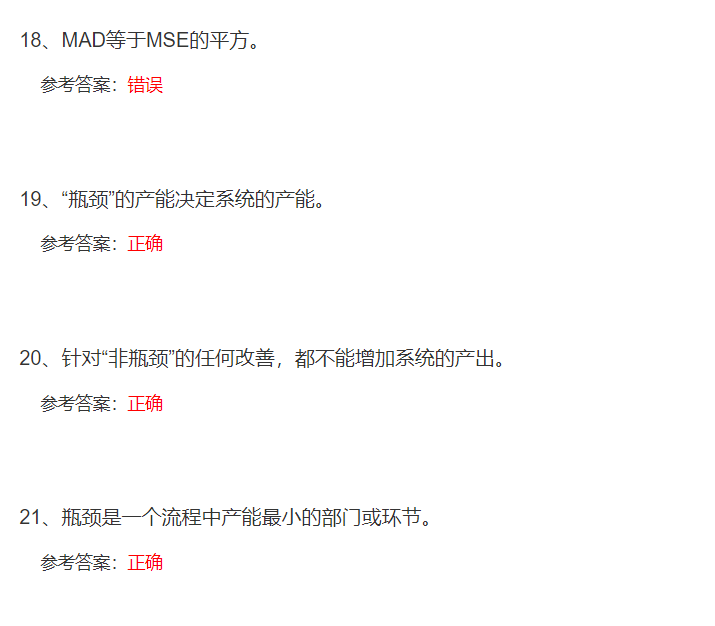 18、MAD等于MSE的平方。
参考答案：错误
19、“瓶颈”的产能决定系统的产能。
参考答案：正确
20、针对“非瓶颈”的任何改善，都不能增加系统的产出。
参考答案：正确
21、瓶颈是一个流程中产能最小的部门或环节。
参考答案：正确